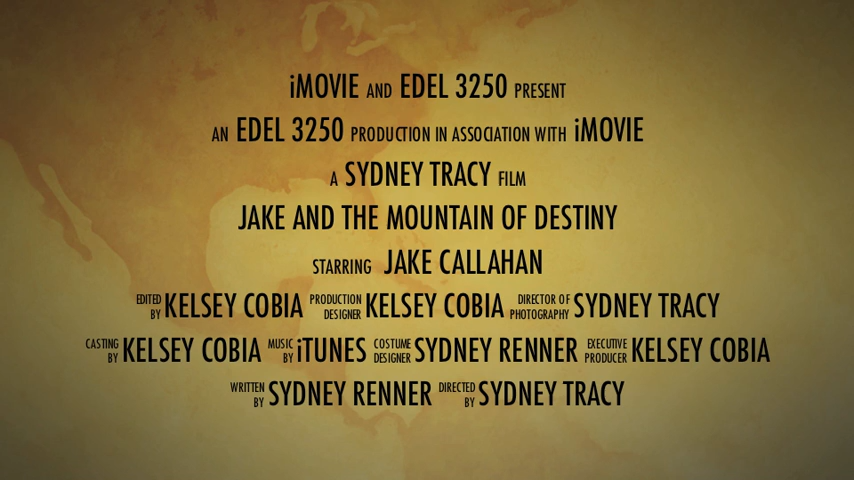 iMOVIE AND EDEL 3250 PRESENT
AN EDEL 3250 PRODUCTION IN ASSOCIATION WITH iMOVIE
A SYDNEY TRACY FILM
JAKE AND THE MOUNTAIN OF DESTINY
STARRING JAKE CALLAHAN
EDITED BY KELSEY COBIA PRODUCTION DESIGNER KELSEY COBIA DIRECTOR OF PHOTOGRAPHY SYDNEY TRACY
CASTING BY KELSEY COBIA MUSIC BY iTUNES COSTUME DESIGNER SYDNEY RENNER EXECUTIVE PRODUCER KELSEY COBIA
WRITTEN BY SYDNEY RENNER DIRECTED BY SYDNEY TRACY